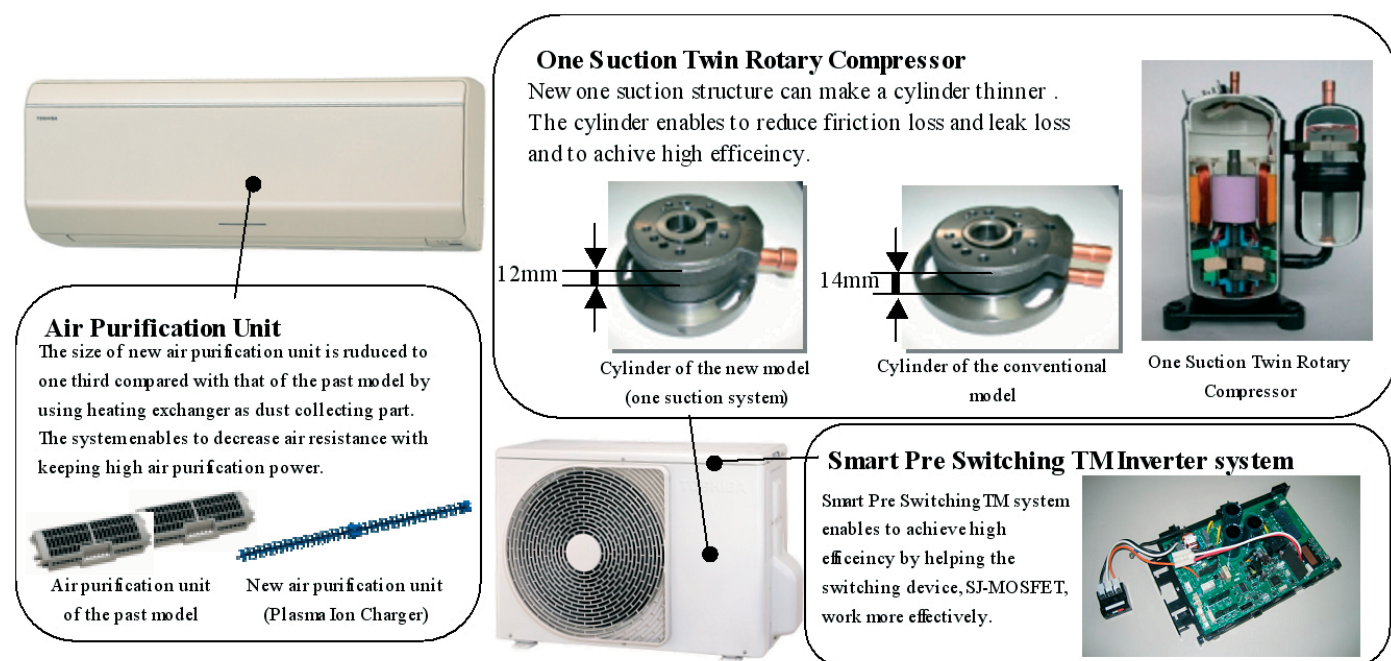 TOSHIBA
One Suction Twin Rotary Compressor
New one suction structure can make a cylinder thinner .
The cylinder enables to reduce firiction loss and leak loss
and to achive high efficeincy.
12mm
14mm
Cylinder of the new model
(one suction system)
Cylinder of the conventional
model
One Suction Twin Rotary
Compressor
Air Purification Unit
The size of new air purification unit is ruduced to
one third compared with that of the past model by
using heating exchanger as dust collecting part.
The systemenables to decrease air resistance with
keeping high air purification power.
Air purification unit
of the past model
New air purification unit
(Plasma Ion Charger)
TOSHIBA
Smart Pre Switching TM Inverter system
Smart Pre Switching TM system
enables to achieve high
efficeincy by helping the
switching device, SJ-MOSFET,
work more effectively.